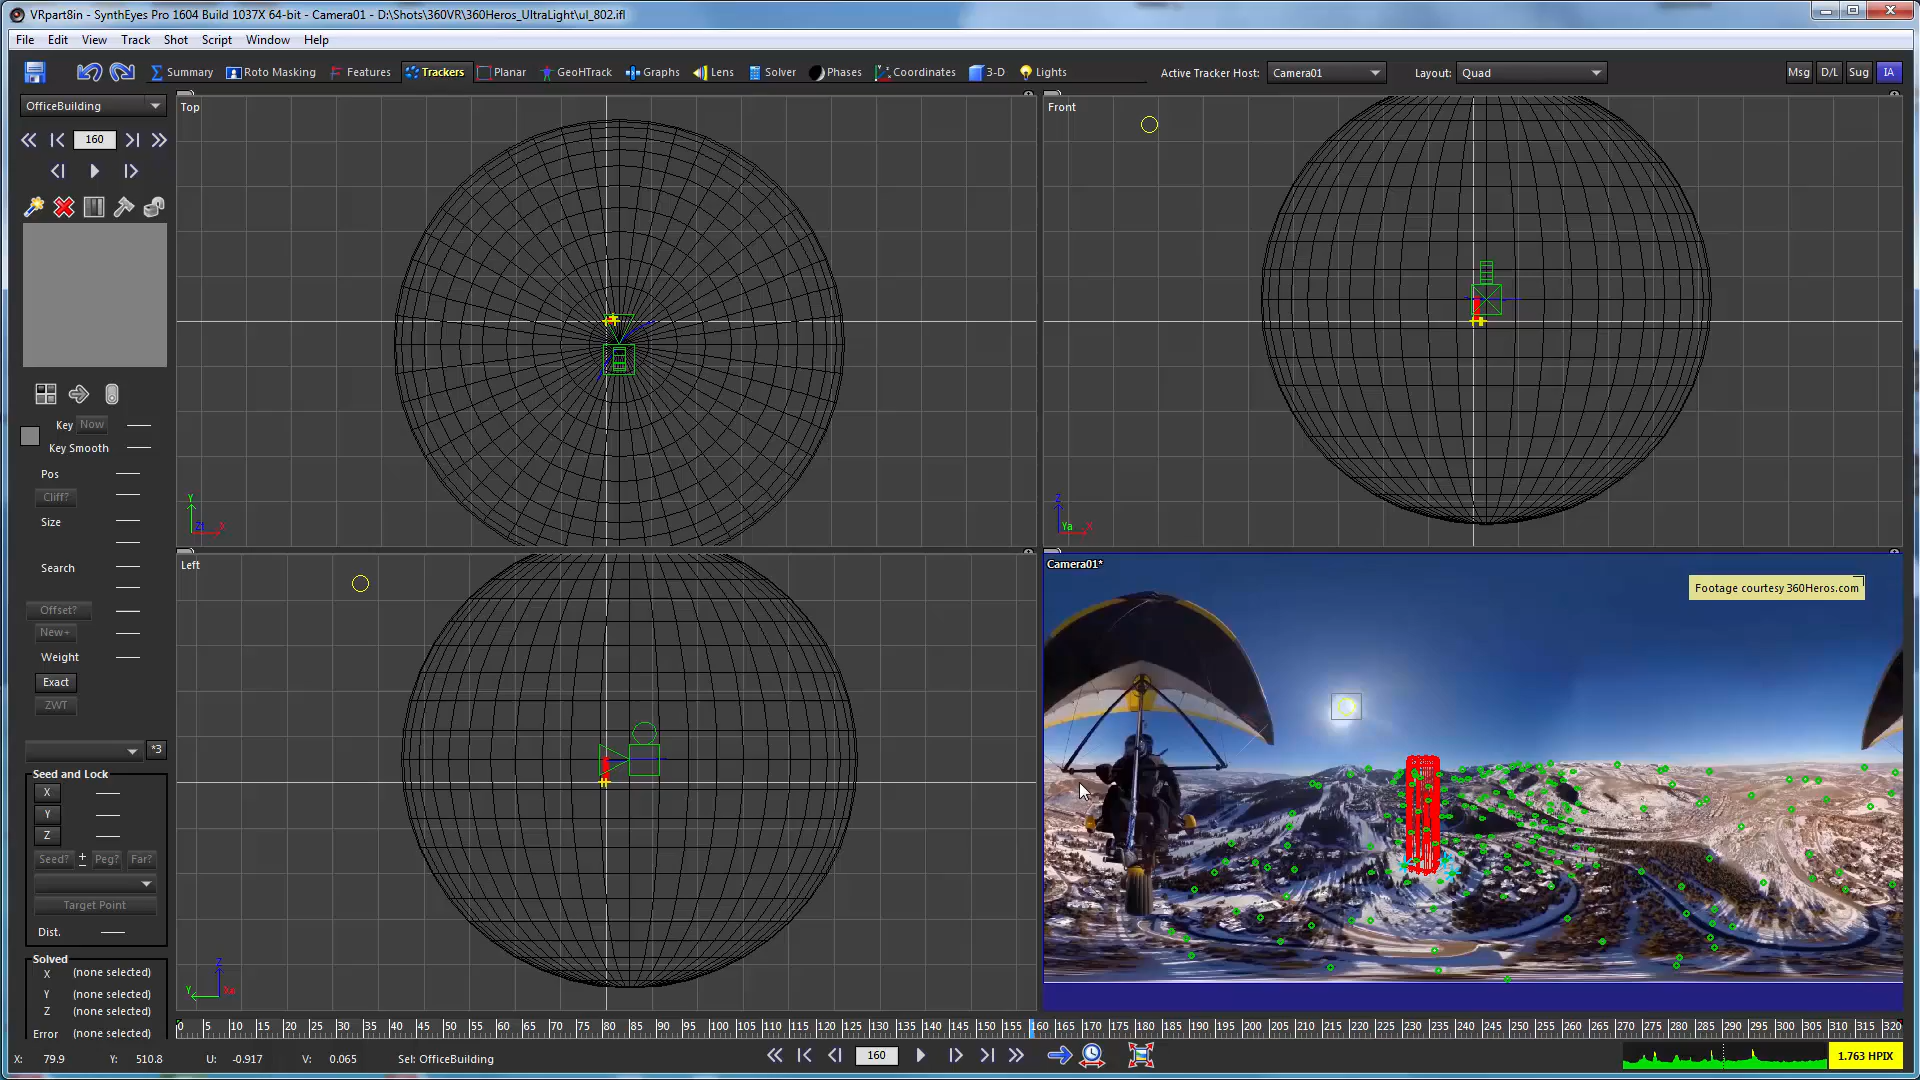 VRpart8in - SynthEyes Pro 1604 Build 1037X 64-bit - Camera01 - D:\Shots\360VR\360Heros_UltraLight\ul_802.ifl
File Edit View Track Shot Script Window Help
Summary Roto Masking Features Trackers Planar GeoHTrack Graphs Lens Solver Phases Coordinates 3-D Lights Active Tracker Host: Camera01 Layout: Quad Msg D/L Sug IA
OfficeBuilding
160
Key Now
Key Smooth
Pos
Cliff?
Size
Search
Offset?
New+
Weight
Exact
ZWT
*3
Seed and Lock
X
Y
Z
Seed? Peg? Far?
Target Point
Dist.
Solved
X (none selected)
Y (none selected)
Z (none selected)
Error (none selected)
Top
Y
X
Front
Z
Ya X
Left
Z
Y
Camera01*
Footage courtesy 360Heros.com
0 5 10 15 20 25 30 35 40 45 50 55 60 65 70 75 80 85 90 95 100 105 110 115 120 125 130 135 140 145 150 155 160 165 170 175 180 185 190 195 200 205 210 215 220 225 230 235 240 245 250 255 260 265 270 275 280 285 290 295 300 305 310 315 320
X: 79.9 Y: 510.8 U: -0.917 V: 0.065 Sel: OfficeBuilding 160 1.763 HPIX